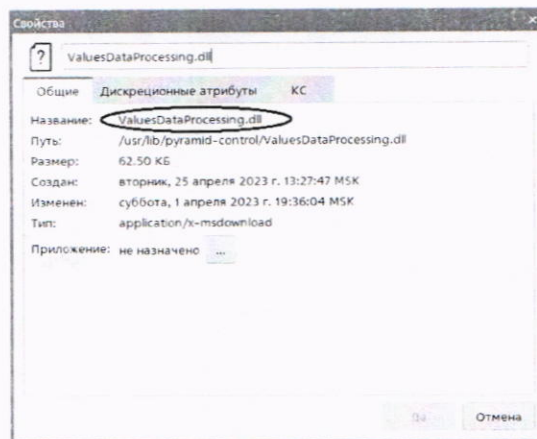 Свойства
ValuesDataProcessing.dll
Общие Дискреционные атрибуты КС
Название: ValuesDataProcessing.dll
Путь: /usr/lib/pyramid-control/ValuesDataProcessing.dll
Размер: 62.50 КБ
Создан: вторник, 25 апреля 2023 г. 13:27:47 MSK
Изменен: суббота, 1 апреля 2023 г. 19:36:04 MSK
Тип: application/x-msdownload
Приложение: не назначено ...
Да Отмена